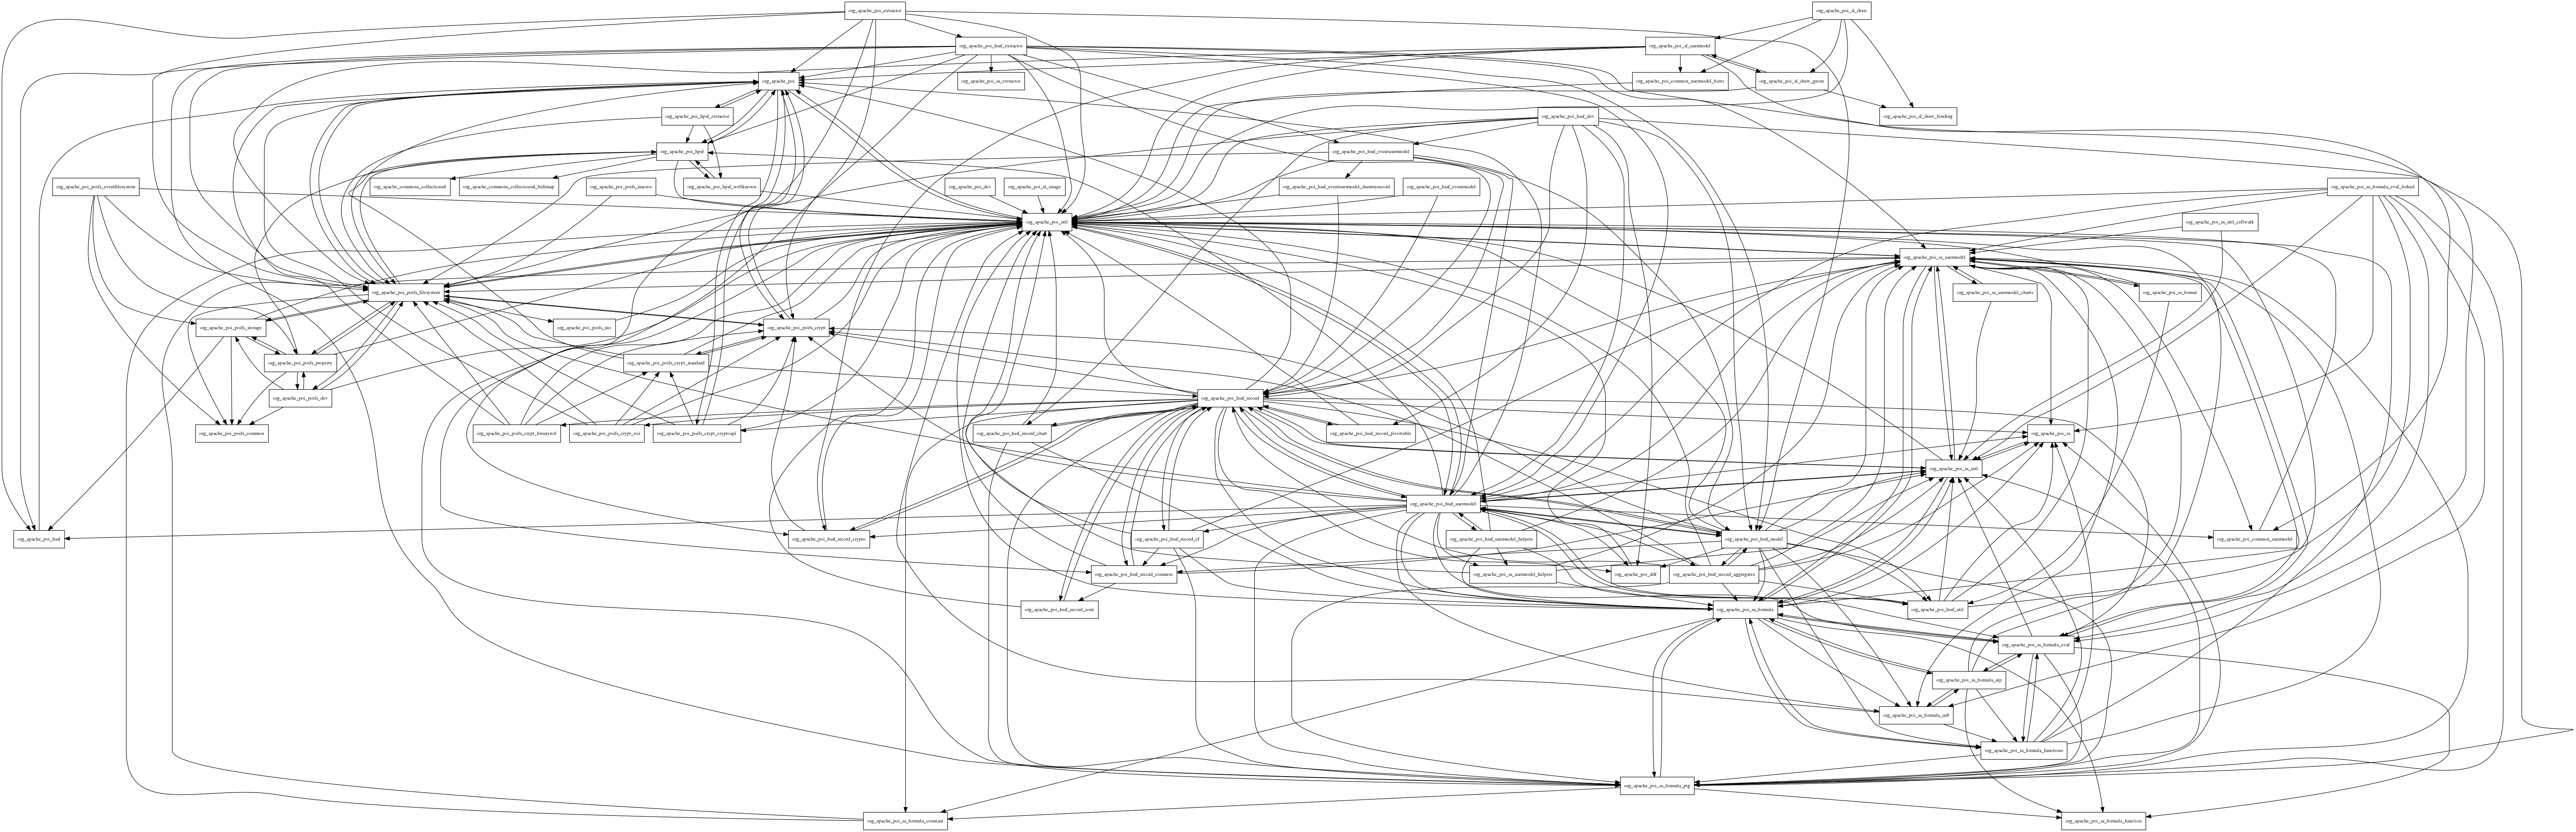 org_apache_poi_extractor
org_apache_poi_sl_draw
org_apache_poi_hssf_extractor
org_apache_poi_sl_usermodel
org_apache_poi
org_apache_poi_ss_extractor
org_apache_poi_common_usermodel_fonts
org_apache_poi_sl_draw_geom
org_apache_poi_hpsf_extractor
org_apache_poi_hssf_dev
org_apache_poi_sl_draw_binding
org_apache_poi_hpsf
org_apache_poi_hssf_eventusermodel
org_apache_poi_poifs_eventfilesystem
org_apache_commons_collections4
org_apache_commons_collections4_bidimap
org_apache_poi_poifs_macros
org_apache_poi_hpsf_wellknown
org_apache_poi_dev
org_apache_poi_sl_image
org_apache_poi_hssf_eventusermodel_dummyrecord
org_apache_poi_hssf_eventmodel
org_apache_poi_ss_formula_eval_forked
org_apache_poi_util
org_apache_poi_ss_util_cellwalk
org_apache_poi_ss_usermodel
org_apache_poi_poifs_filesystem
org_apache_poi_ss_usermodel_charts
org_apache_poi_ss_format
org_apache_poi_poifs_storage
org_apache_poi_poifs_nio
org_apache_poi_poifs_crypt
org_apache_poi_poifs_property
org_apache_poi_poifs_crypt_standard
org_apache_poi_poifs_dev
org_apache_poi_hssf_record
org_apache_poi_poifs_common
org_apache_poi_poifs_crypt_binaryrc4
org_apache_poi_poifs_crypt_xor
org_apache_poi_poifs_crypt_cryptoapi
org_apache_poi_hssf_record_chart
org_apache_poi_hssf_record_pivottable
org_apache_poi_ss
org_apache_poi_ss_util
org_apache_poi_hssf_usermodel
org_apache_poi_hssf
org_apache_poi_hssf_record_crypto
org_apache_poi_hssf_record_cf
org_apache_poi_hssf_usermodel_helpers
org_apache_poi_hssf_model
org_apache_poi_common_usermodel
org_apache_poi_hssf_record_common
org_apache_poi_ss_usermodel_helpers
org_apache_poi_ddf
org_apache_poi_hssf_record_aggregates
org_apache_poi_hssf_record_cont
org_apache_poi_ss_formula
org_apache_poi_hssf_util
org_apache_poi_ss_formula_eval
org_apache_poi_ss_formula_atp
org_apache_poi_ss_formula_udf
org_apache_poi_ss_formula_functions
org_apache_poi_ss_formula_ptg
org_apache_poi_ss_formula_constant
org_apache_poi_ss_formula_function